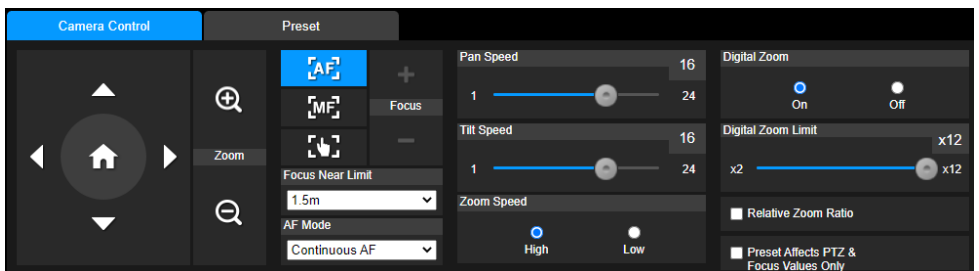 Camera Control
Preset
AF
MF
Focus
Zoom
Focus Near Limit
1.5m
AF Mode
Continuous AF
Pan Speed
16
1
24
Tilt Speed
16
1
24
Zoom Speed
High
Low
Digital Zoom
On
Off
Digital Zoom Limit
x12
x2
x12
Relative Zoom Ratio
Preset Affects PTZ &
Focus Values Only